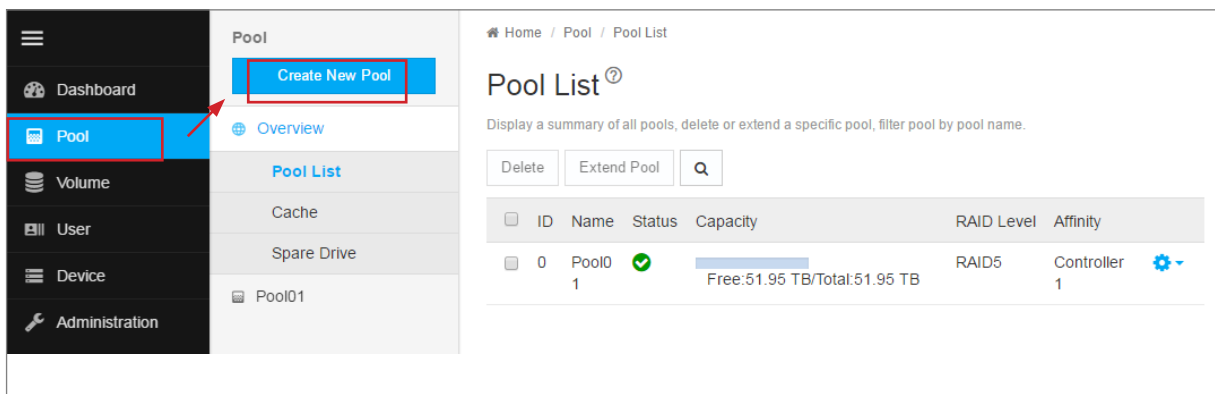 Dashboard
Pool
Volume
User
Device
Administration
Pool
Create New Pool
Overview
Pool List
Cache
Spare Drive
Pool01
Home / Pool / Pool List
Pool List ?
Display a summary of all pools, delete or extend a specific pool, filter pool by pool name.
Delete Extend Pool
ID Name Status Capacity RAID Level Affinity
0 Pool0 RAID5 Controller
1 Free:51.95 TB/Total:51.95 TB 1